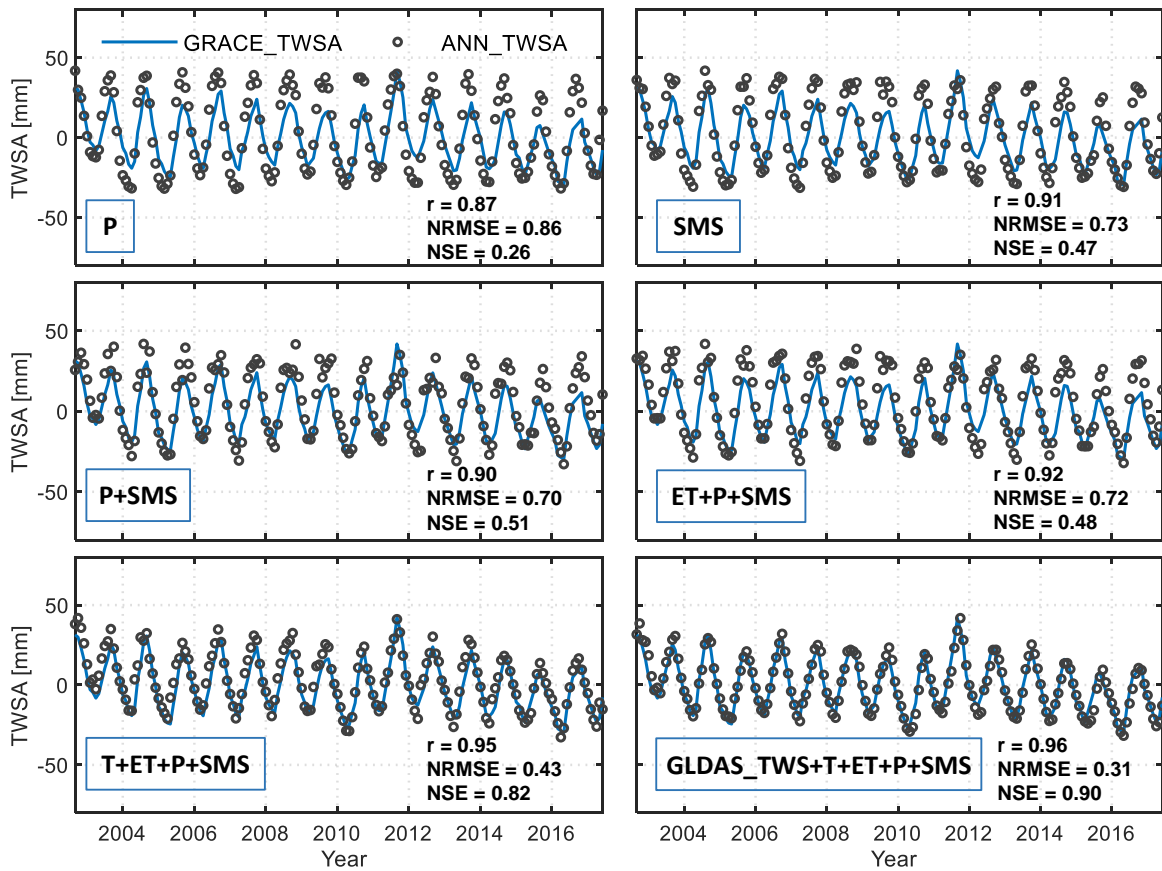 GRACE_TWSA ANN_TWSA
TWSA [mm]
50
0
-50
P
r = 0.87
NRMSE = 0.86
NSE = 0.26
SMS
r = 0.91
NRMSE = 0.73
NSE = 0.47
TWSA [mm]
50
0
-50
P+SMS
r = 0.90
NRMSE = 0.70
NSE = 0.51
ET+P+SMS
r = 0.92
NRMSE = 0.72
NSE = 0.48
TWSA [mm]
50
0
-50
T+ET+P+SMS
r = 0.95
NRMSE = 0.43
NSE = 0.82
GLDAS_TWS+T+ET+P+SMS
r = 0.96
NRMSE = 0.31
NSE = 0.90
2004 2006 2008 2010 2012 2014 2016
Year
2004 2006 2008 2010 2012 2014 2016
Year